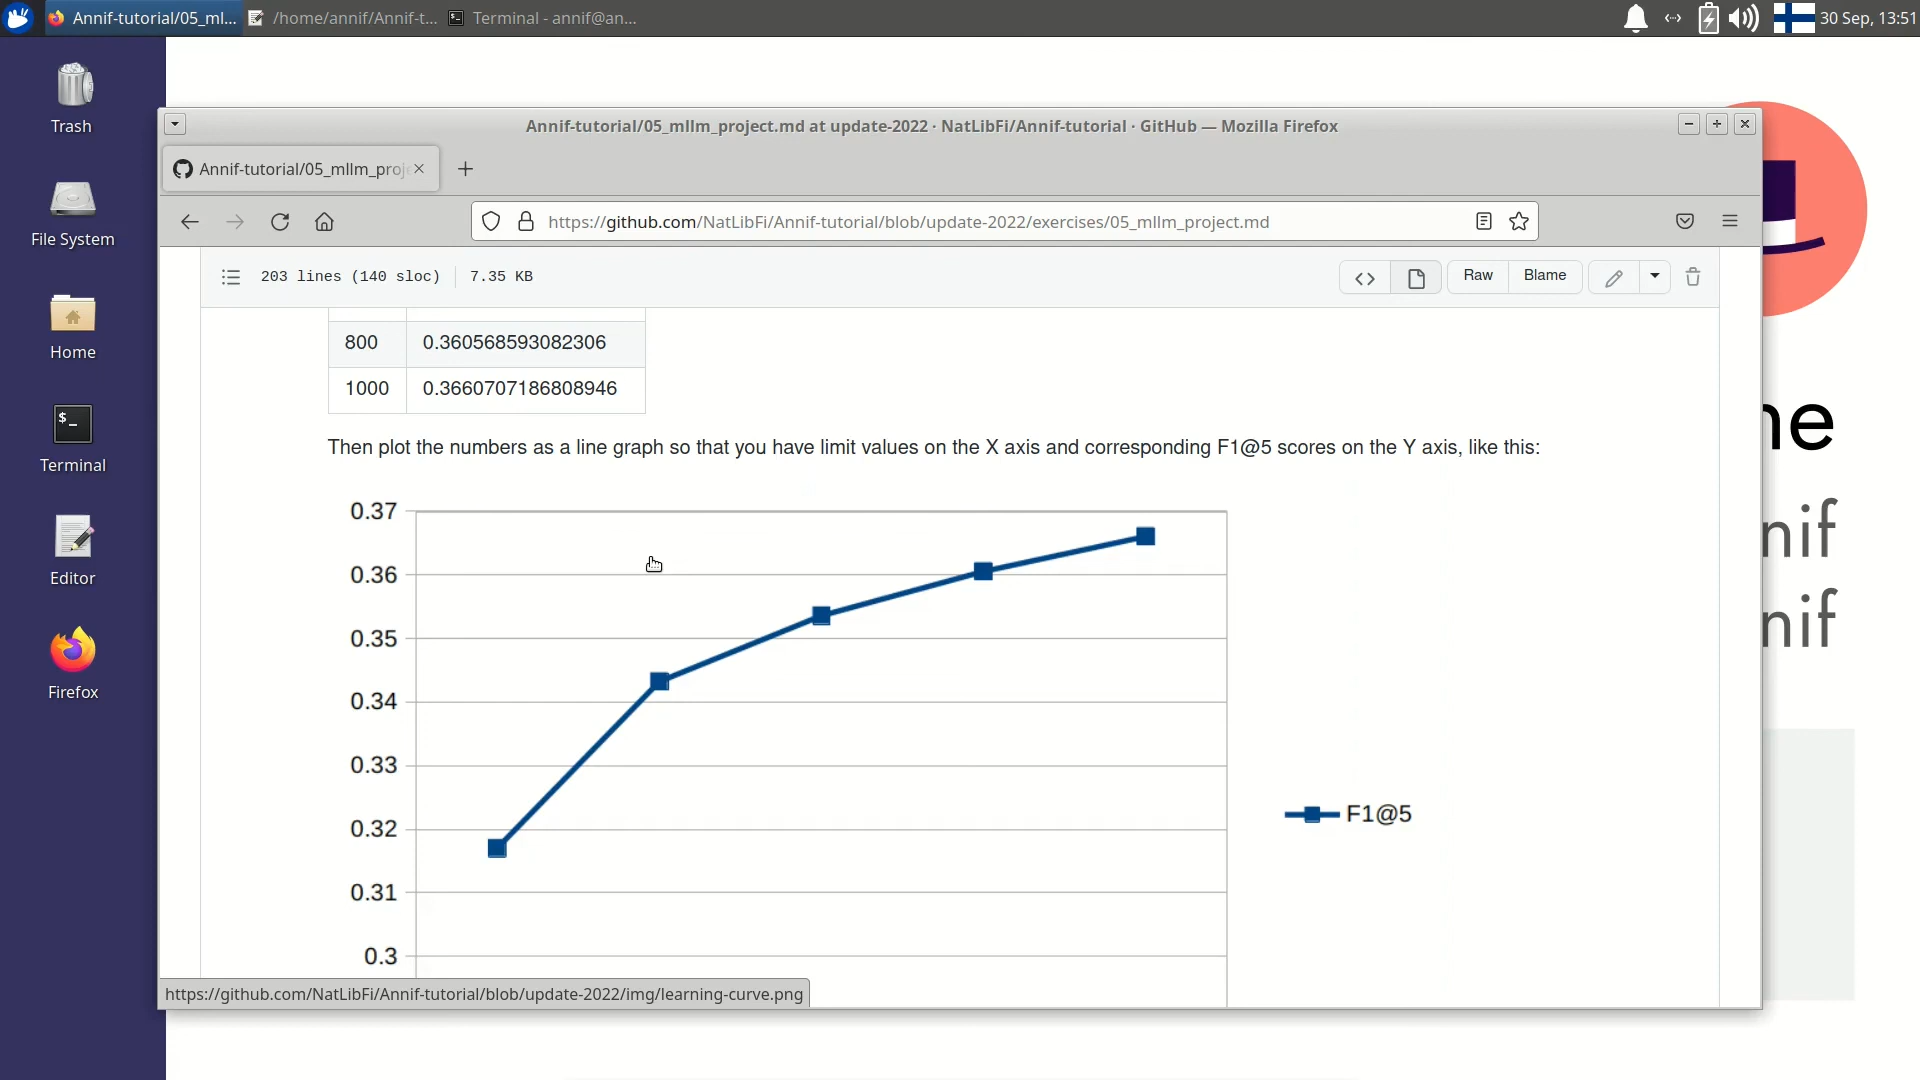 Annif-tutorial/05_ml...
/home/annif/Annif-t...
Terminal - annif@an...
30 Sep, 13:51
Trash
File System
Home
Terminal
Editor
Firefox
Annif-tutorial/05_mllm_project.md at update-2022 · NatLibFi/Annif-tutorial · GitHub — Mozilla Firefox
Annif-tutorial/05_mllm_proj
https://github.com/NatLibFi/Annif-tutorial/blob/update-2022/exercises/05_mllm_project.md
203 lines (140 sloc) 7.35 KB
Raw
Blame
800 0.360568593082306
1000 0.3660707186808946
Then plot the numbers as a line graph so that you have limit values on the X axis and corresponding F1@5 scores on the Y axis, like this:
0.37
0.36
0.35
0.34
0.33
0.32
0.31
0.3
F1@5
https://github.com/NatLibFi/Annif-tutorial/blob/update-2022/img/learning-curve.png
ne
nif
nif